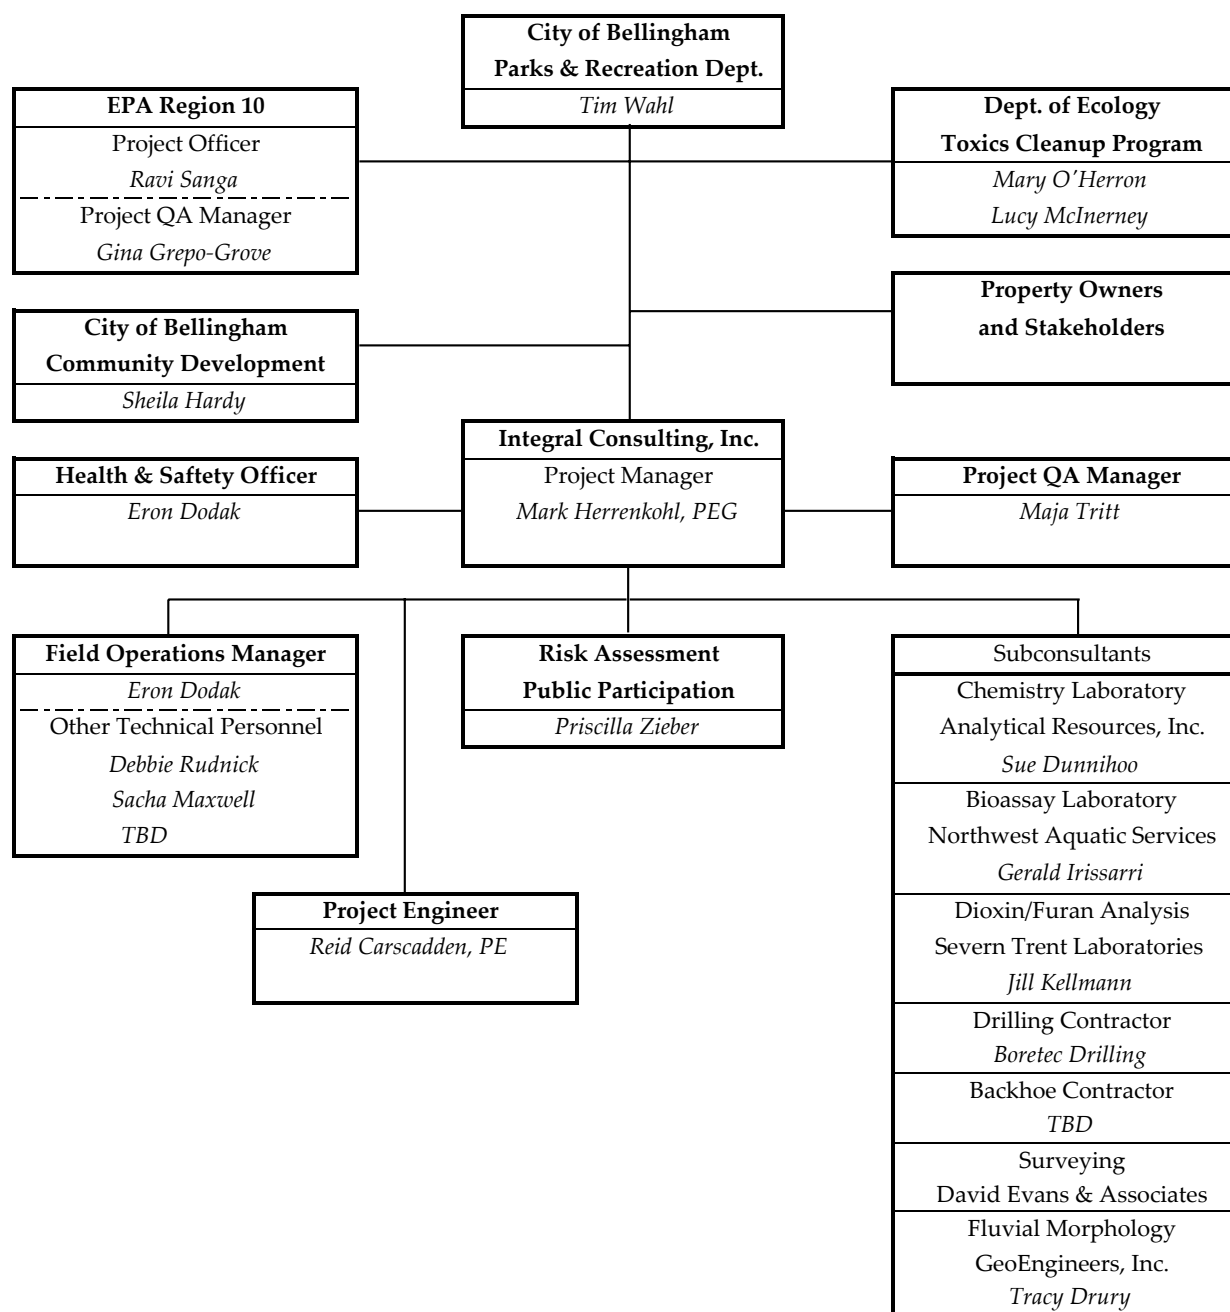 City of Bellingham
Parks & Recreation Dept.
Tim Wahl
EPA Region 10
Project Officer
Ravi Sanga
Project QA Manager
Gina Grepo-Grove
Dept. of Ecology
Toxics Cleanup Program
Mary O'Herron
Lucy McInerney
Property Owners
and Stakeholders
City of Bellingham
Community Development
Sheila Hardy
Integral Consulting, Inc.
Project Manager
Mark Herrenkohl, PEG
Health & Saftety Officer
Eron Dodak
Project QA Manager
Maja Tritt
Field Operations Manager
Eron Dodak
Other Technical Personnel
Debbie Rudnick
Sacha Maxwell
TBD
Risk Assessment
Public Participation
Priscilla Zieber
Project Engineer
Reid Carscadden, PE
Subconsultants
Chemistry Laboratory
Analytical Resources, Inc.
Sue Dunnihoo
Bioassay Laboratory
Northwest Aquatic Services
Gerald Irissarri
Dioxin/Furan Analysis
Severn Trent Laboratories
Jill Kellmann
Drilling Contractor
Boretec Drilling
Backhoe Contractor
TBD
Surveying
David Evans & Associates
Fluvial Morphology
GeoEngineers, Inc.
Tracy Drury